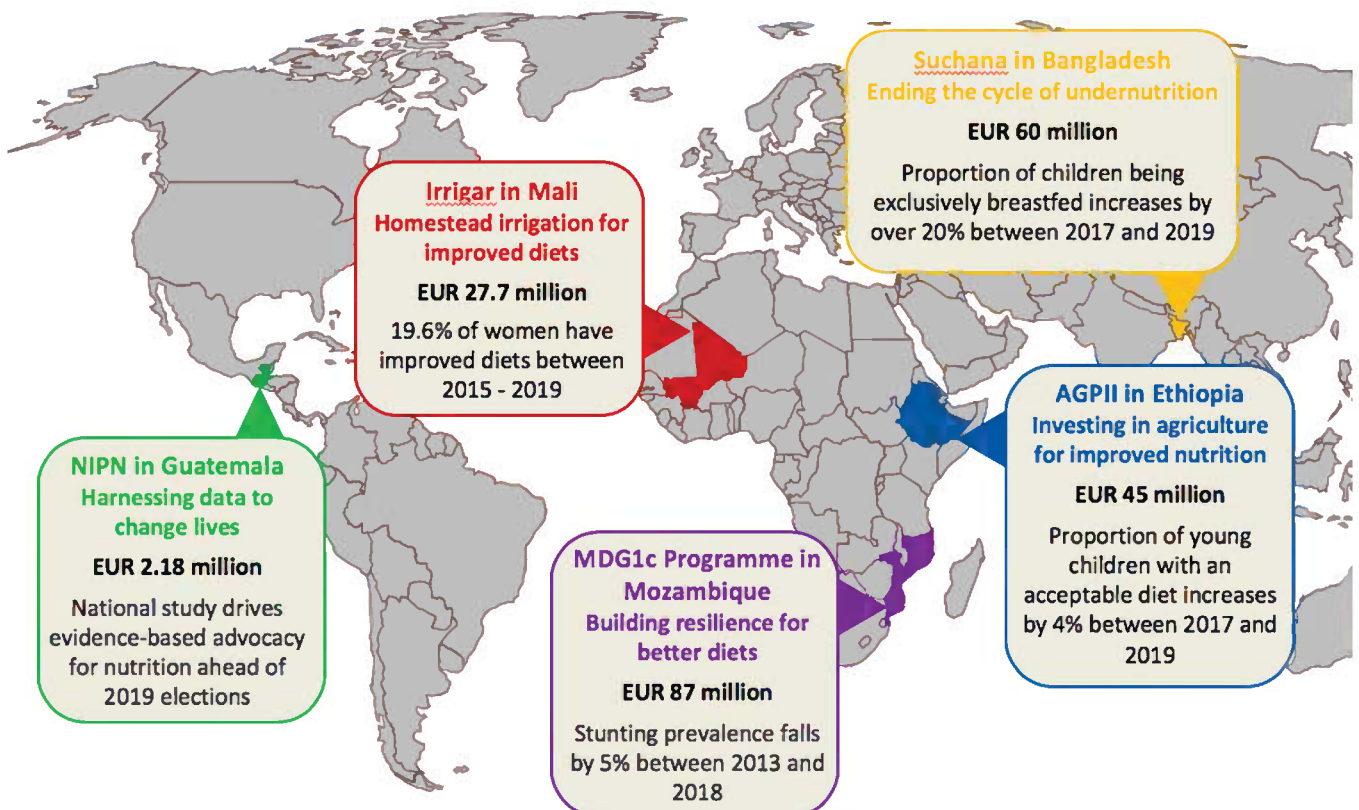 Suchana in Bangladesh
Ending the cycle of undernutrition
EUR 60 million
Proportion of children being
exclusively breastfed increases by
over 20% between 2017 and 2019
Irrigar in Mali
Homestead irrigation for
improved diets
EUR 27.7 million
19.6% of women have
improved diets between
2015 - 2019
AGPII in Ethiopia
Investing in agriculture
for improved nutrition
EUR 45 million
Proportion of young
children with an
acceptable diet increases
by 4% between 2017 and
2019
NIPN in Guatemala
Harnessing data to
change lives
EUR 2.18 million
National study drives
evidence-based advocacy
for nutrition ahead of
2019 elections
MDG1c Programme in
Mozambique
Building resilience for
better diets
EUR 87 million
Stunting prevalence falls
by 5% between 2013 and
2018